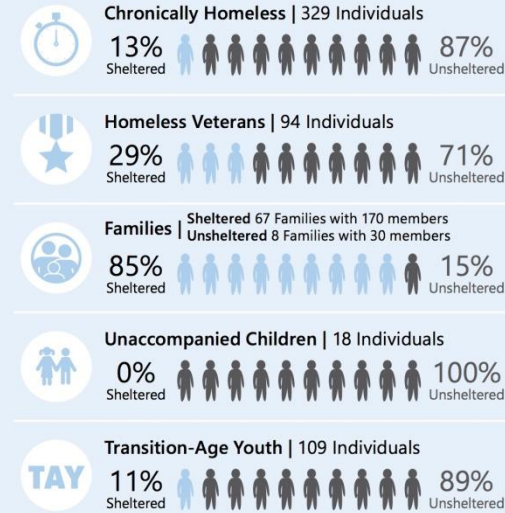 Chronically Homeless | 329 Individuals
13%
Sheltered
87%
Unsheltered
Homeless Veterans | 94 Individuals
29%
Sheltered
71%
Unsheltered
Families | Sheltered 67 Families with 170 members
Unsheltered 8 Families with 30 members
85%
Sheltered
15%
Unsheltered
Unaccompanied Children | 18 Individuals
0%
Sheltered
100%
Unsheltered
TAY
Transition-Age Youth | 109 Individuals
11%
Sheltered
89%
Unsheltered